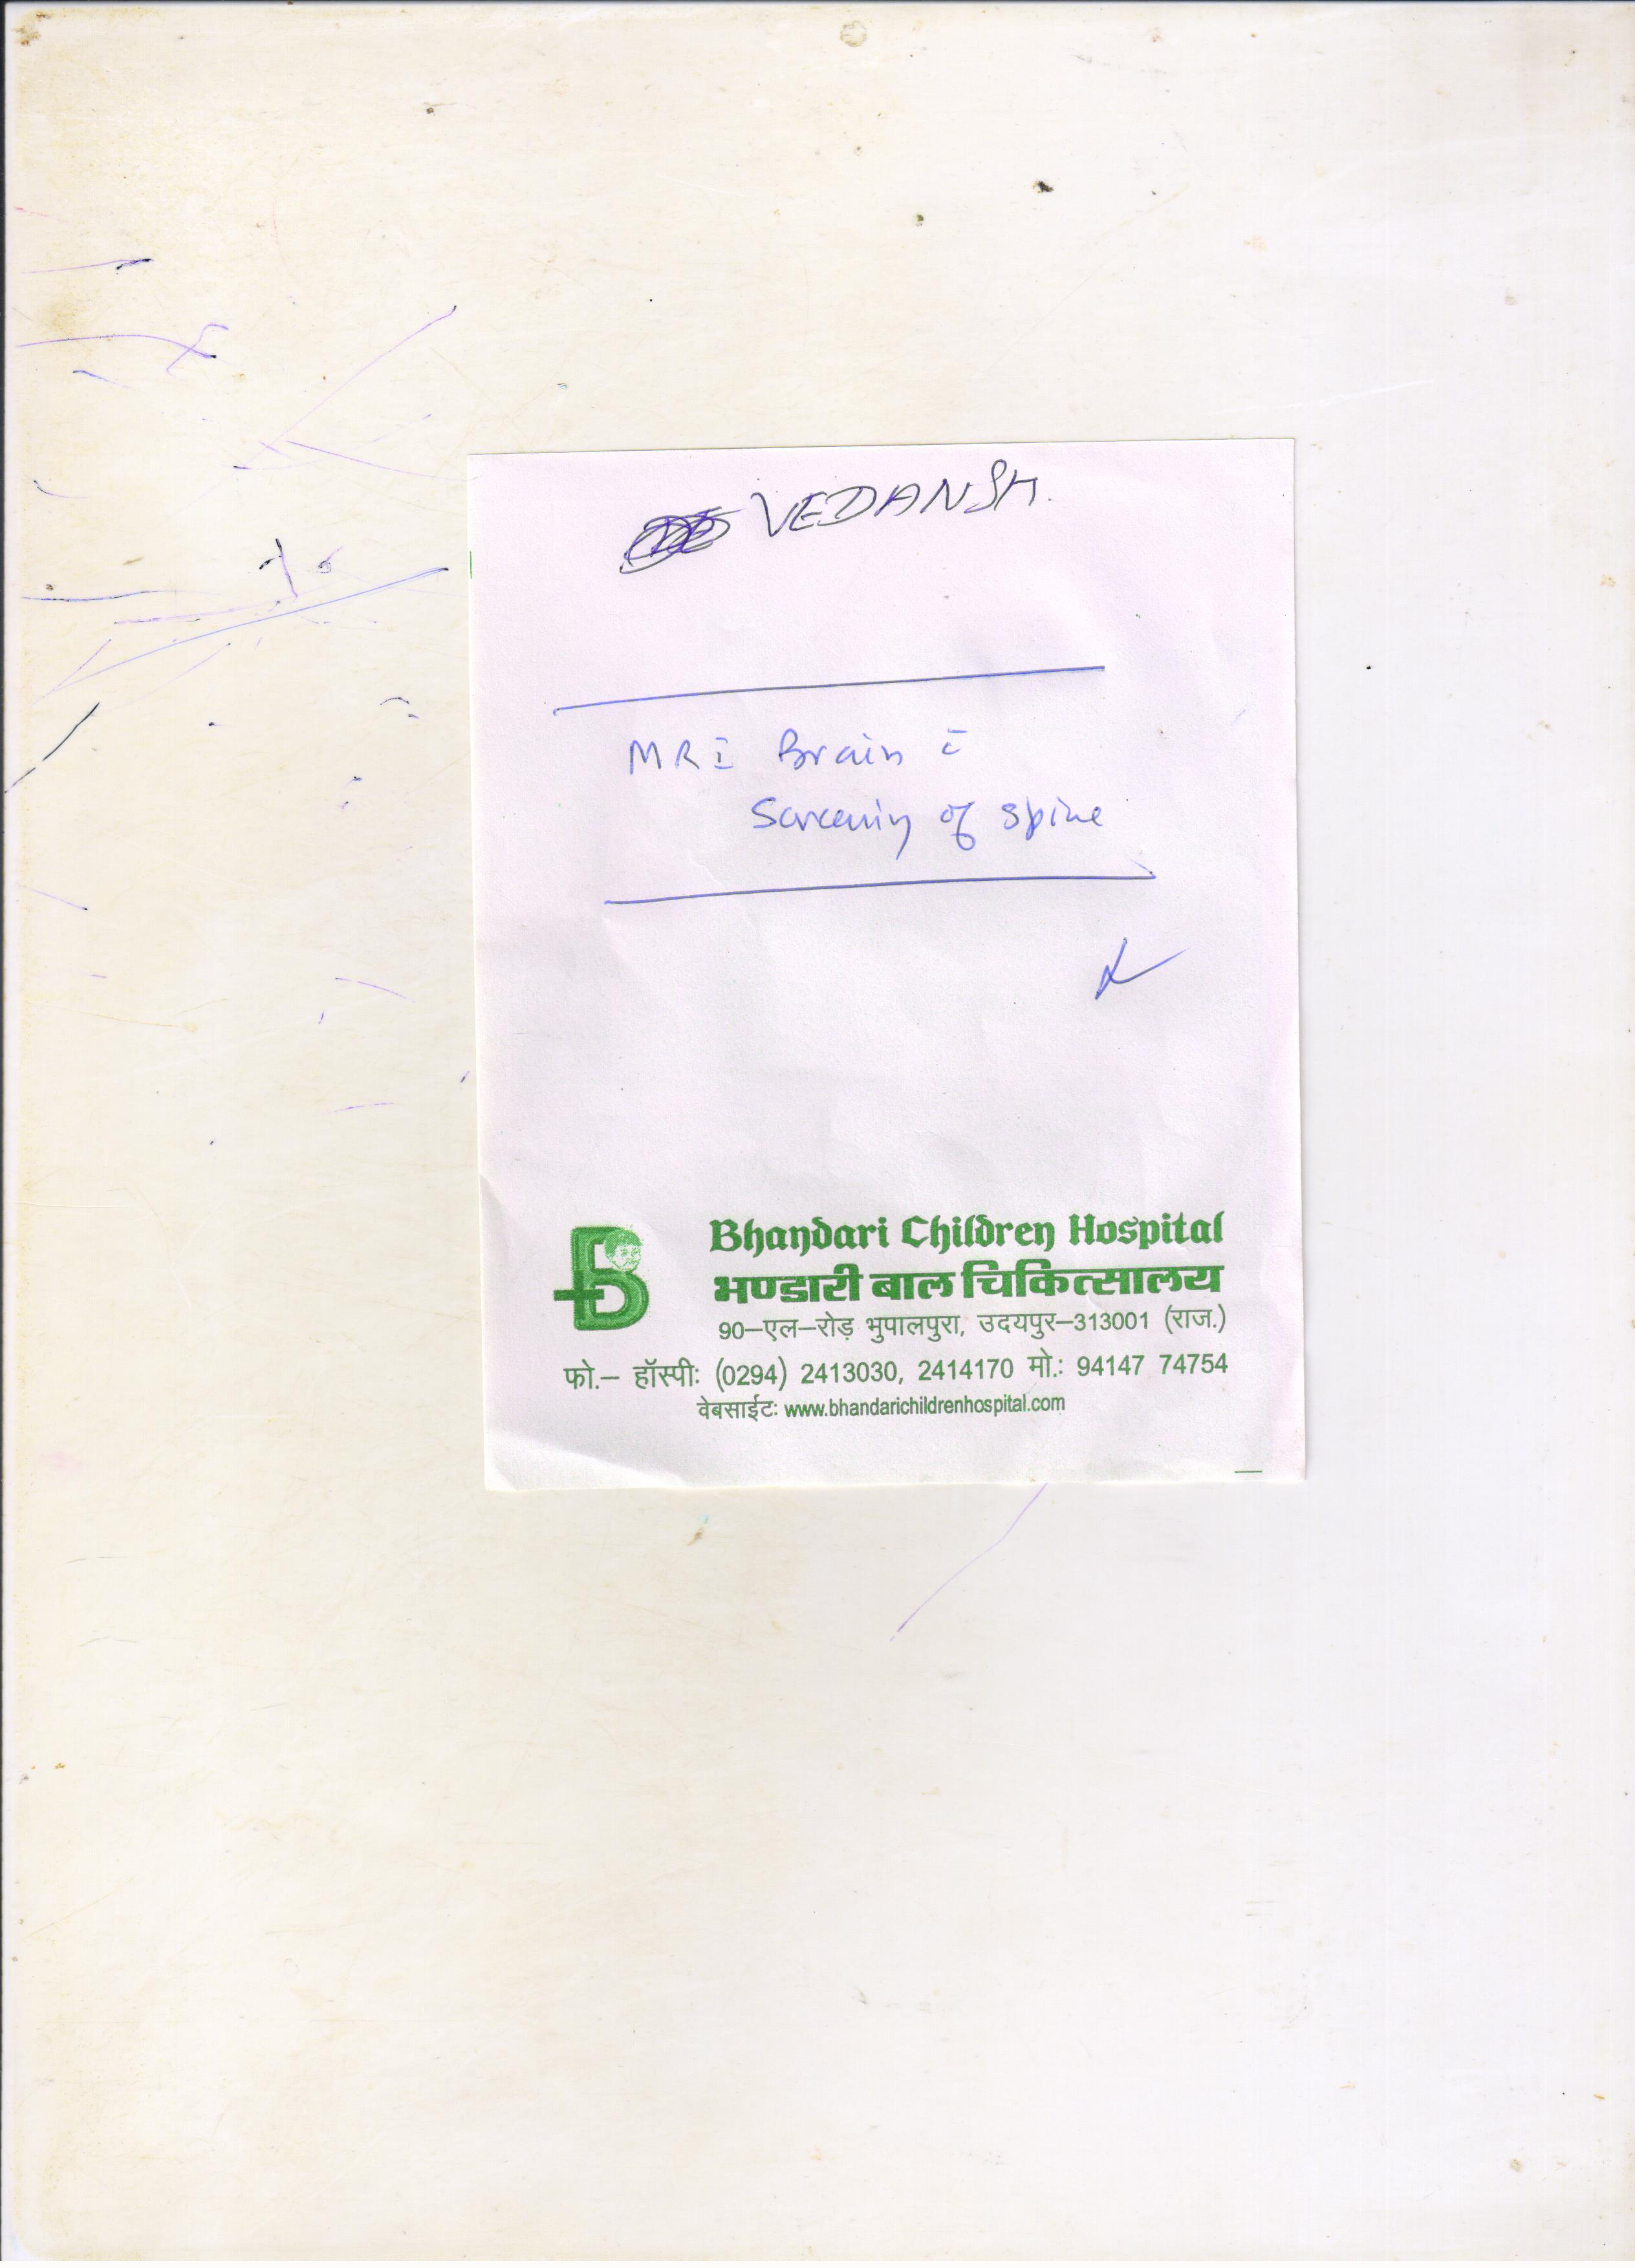 VEDANSH.
MRI Brain c̄
Screening of spine
Bhandari Children Hospital
भण्डारी बाल चिकित्सालय
90–एल–रोड़ भुपालपुरा, उदयपुर–313001 (राज.)
फो.– हॉस्पीः (0294) 2413030, 2414170 मो.: 94147 74754
वेबसाईटः www.bhandarichildrenhospital.com